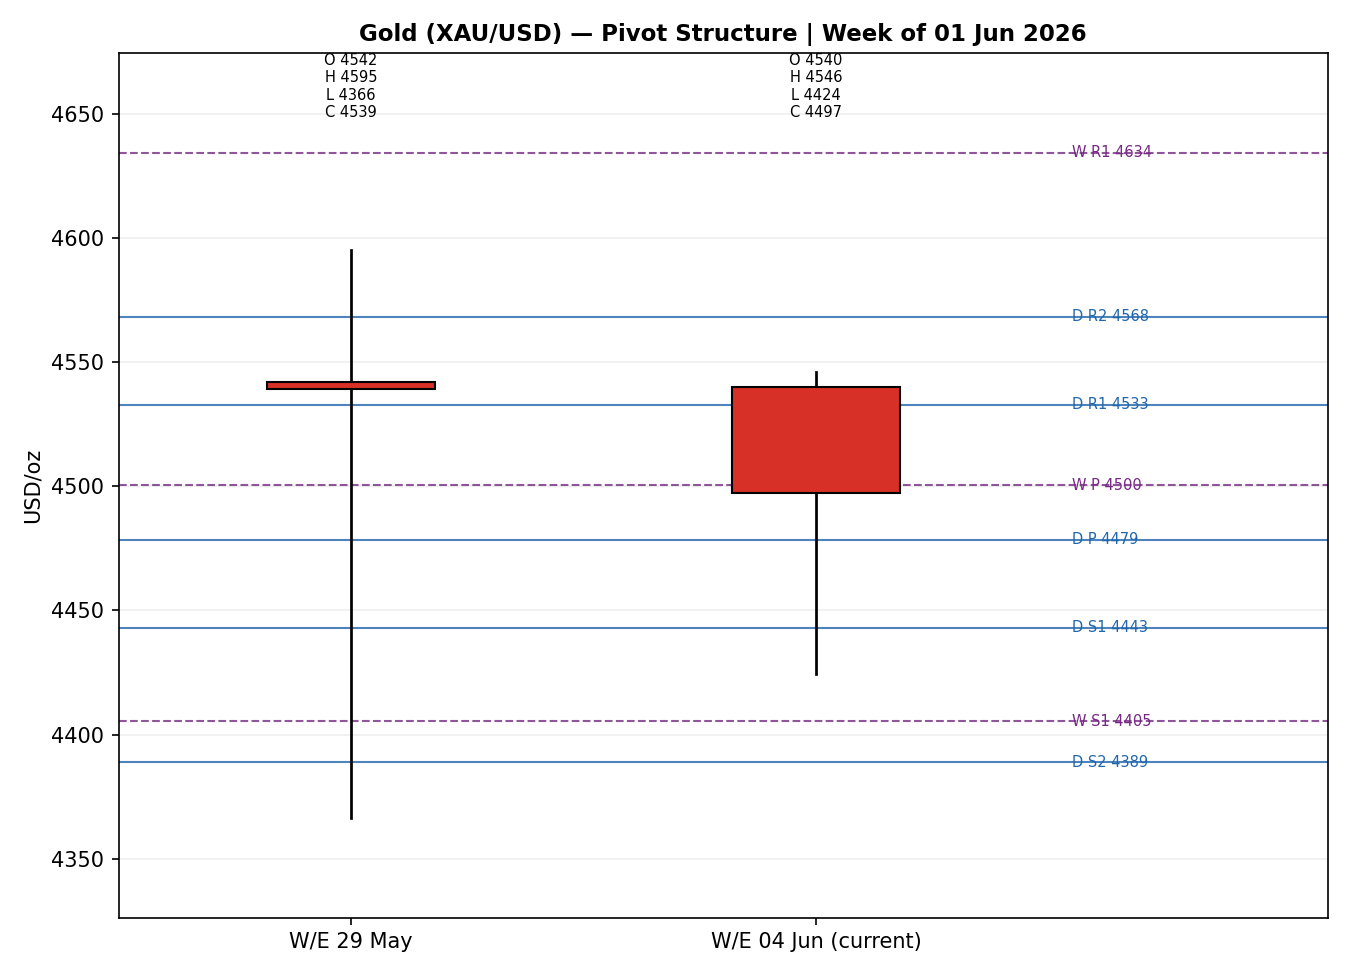 Gold (XAU/USD) — Pivot Structure | Week of 01 Jun 2026
O 4542
H 4595
L 4366
C 4539
O 4540
H 4546
L 4424
C 4497
4650
4600
4550
4500
4450
4400
4350
USD/oz
W R1 4634
D R2 4568
D R1 4533
W P 4500
D P 4479
D S1 4443
W S1 4405
D S2 4389
W/E 29 May
W/E 04 Jun (current)